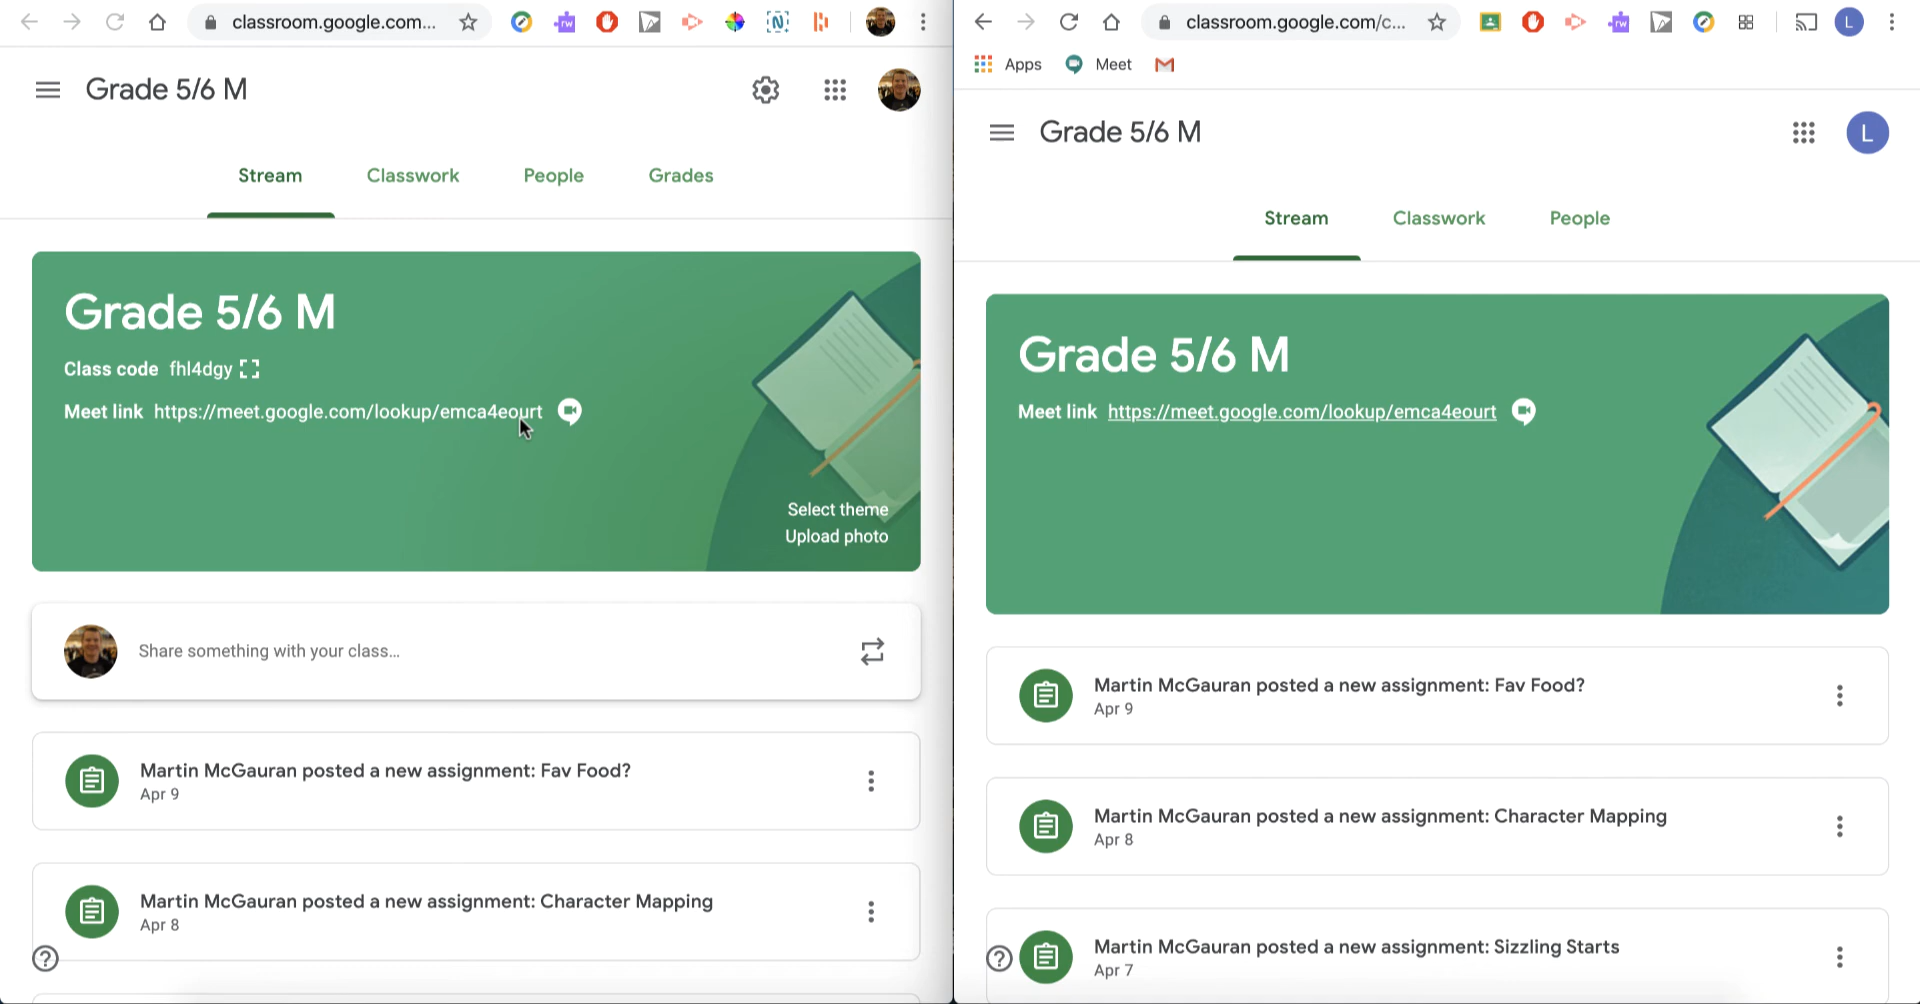 classroom.google.com...
rw
N
Grade 5/6 M
Stream
Classwork
People
Grades
Grade 5/6 M
Class code fhl4dgy
Meet link https://meet.google.com/lookup/emca4eourt
Select theme
Upload photo
Share something with your class...
Martin McGauran posted a new assignment: Fav Food?
Apr 9
Martin McGauran posted a new assignment: Character Mapping
Apr 8
?
classroom.google.com/c...
rw
L
Apps
Meet
Grade 5/6 M
L
Stream
Classwork
People
Grade 5/6 M
Meet link https://meet.google.com/lookup/emca4eourt
Martin McGauran posted a new assignment: Fav Food?
Apr 9
Martin McGauran posted a new assignment: Character Mapping
Apr 8
Martin McGauran posted a new assignment: Sizzling Starts
Apr 7
?